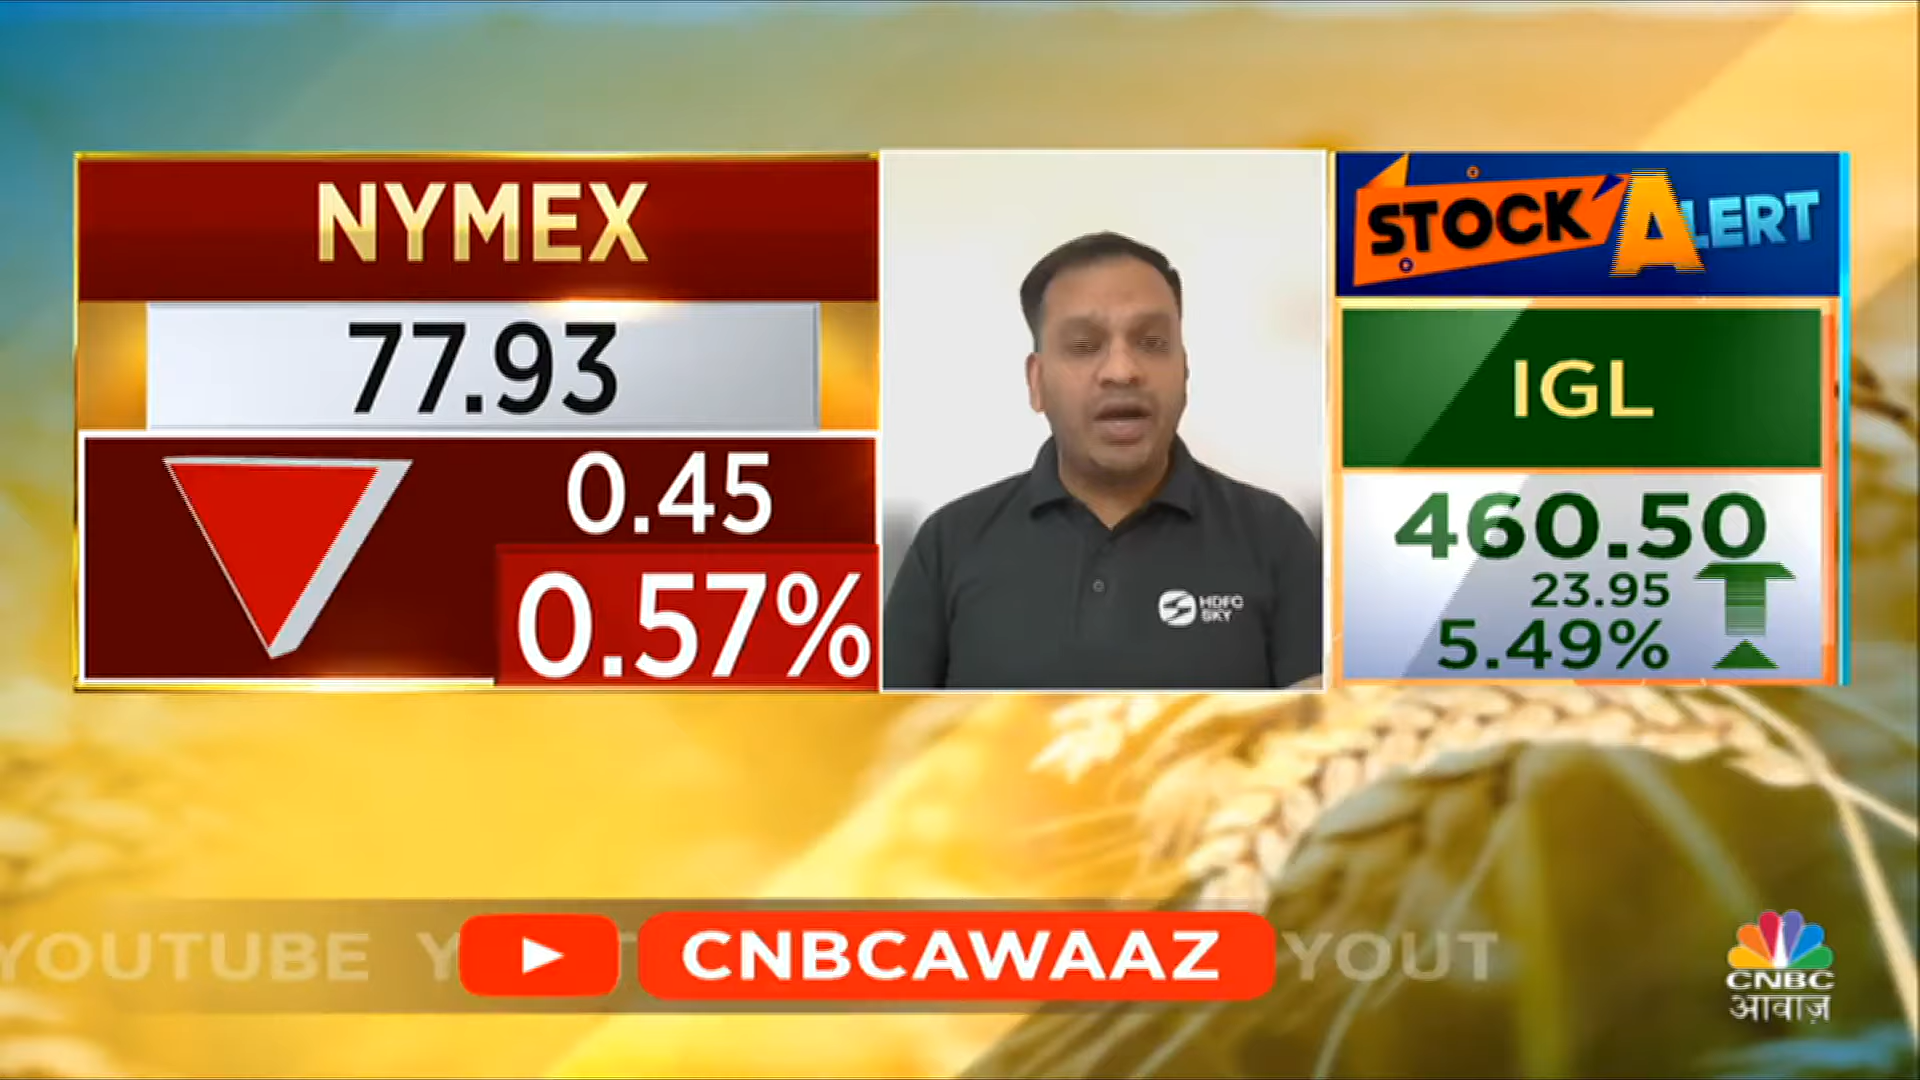 NYMEX
77.93
0.45
0.57%
HDFC
SKY
STOCK ALERT
IGL
460.50
23.95
5.49%
YOUTUBE Y
CNBCAWAAZ
YOUT
CNBC
आवाज़